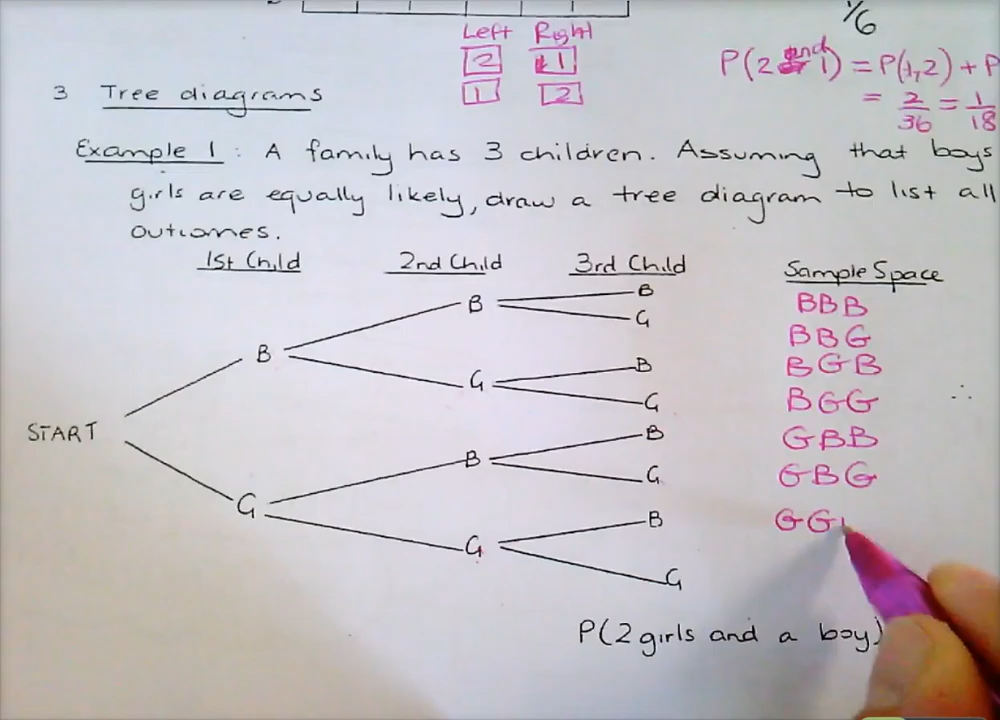 1/6
Left Right
2 1
P(2 and 1) = P(1,2) + P
1 2
= 2/36 = 1/18
3 Tree diagrams
Example 1 : A family has 3 children. Assuming that boys
girls are equally likely, draw a tree diagram to list all
outcomes.
1st Child 2nd Child 3rd Child Sample Space
B BBB
B
G BBG
B B BGB
G
G BGG
∴
START
B GBB
B
G GBG
G
B GG
G
G
P(2 girls and a boy)